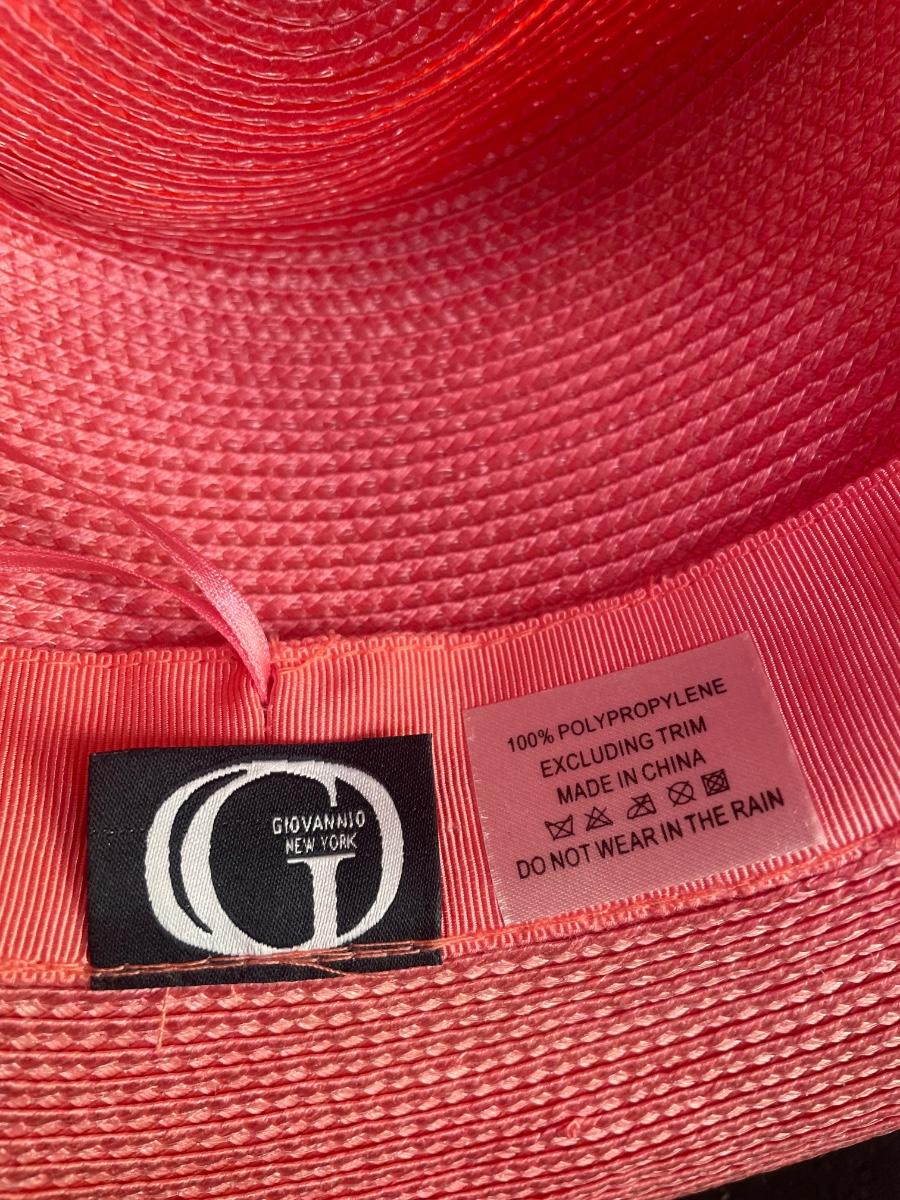 GIOVANNIO
NEW YORK
100% POLYPROPYLENE
EXCLUDING TRIM
MADE IN CHINA
DO NOT WEAR IN THE RAIN